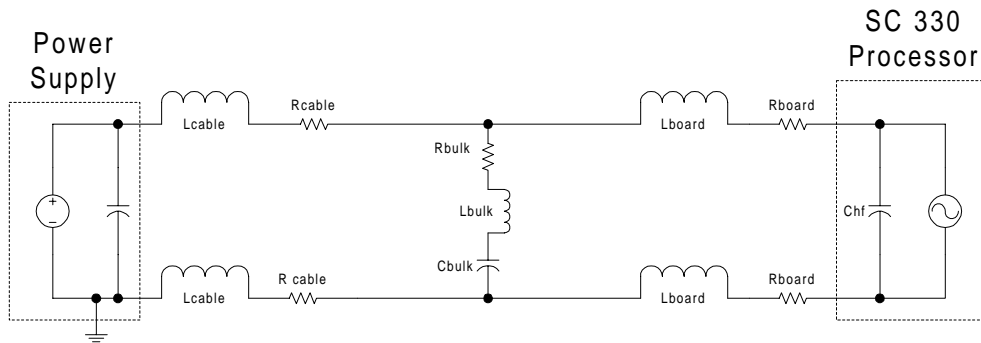 Power
Supply
SC 330
Processor
Lcable
Rcable
Lboard
Rboard
Rbulk
Lbulk
Cbulk
+
−
Chf
Lcable
R cable
Lboard
Rboard